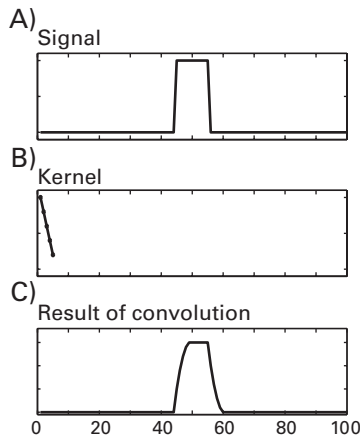 A)
Signal
B)
Kernel
C)
Result of convolution
0 20 40 60 80 100